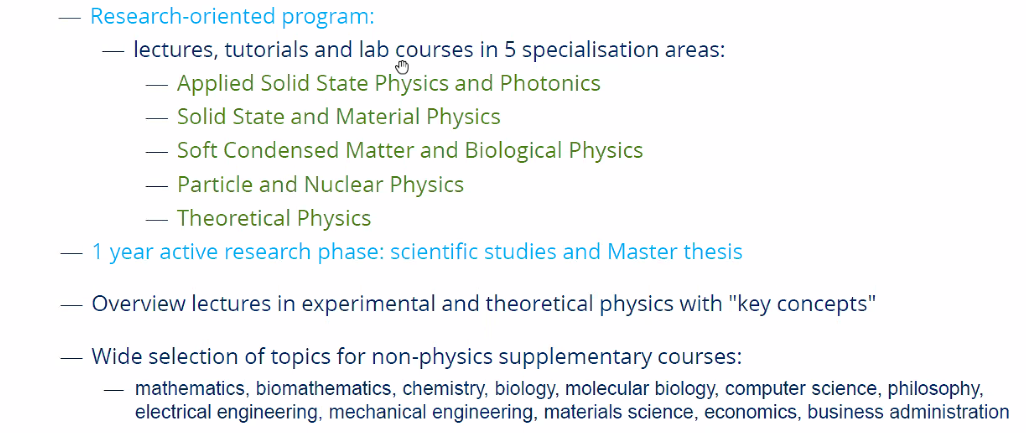 — Research-oriented program:
— lectures, tutorials and lab courses in 5 specialisation areas:
— Applied Solid State Physics and Photonics
— Solid State and Material Physics
— Soft Condensed Matter and Biological Physics
— Particle and Nuclear Physics
— Theoretical Physics
— 1 year active research phase: scientific studies and Master thesis
— Overview lectures in experimental and theoretical physics with "key concepts"
— Wide selection of topics for non-physics supplementary courses:
— mathematics, biomathematics, chemistry, biology, molecular biology, computer science, philosophy,
electrical engineering, mechanical engineering, materials science, economics, business administration